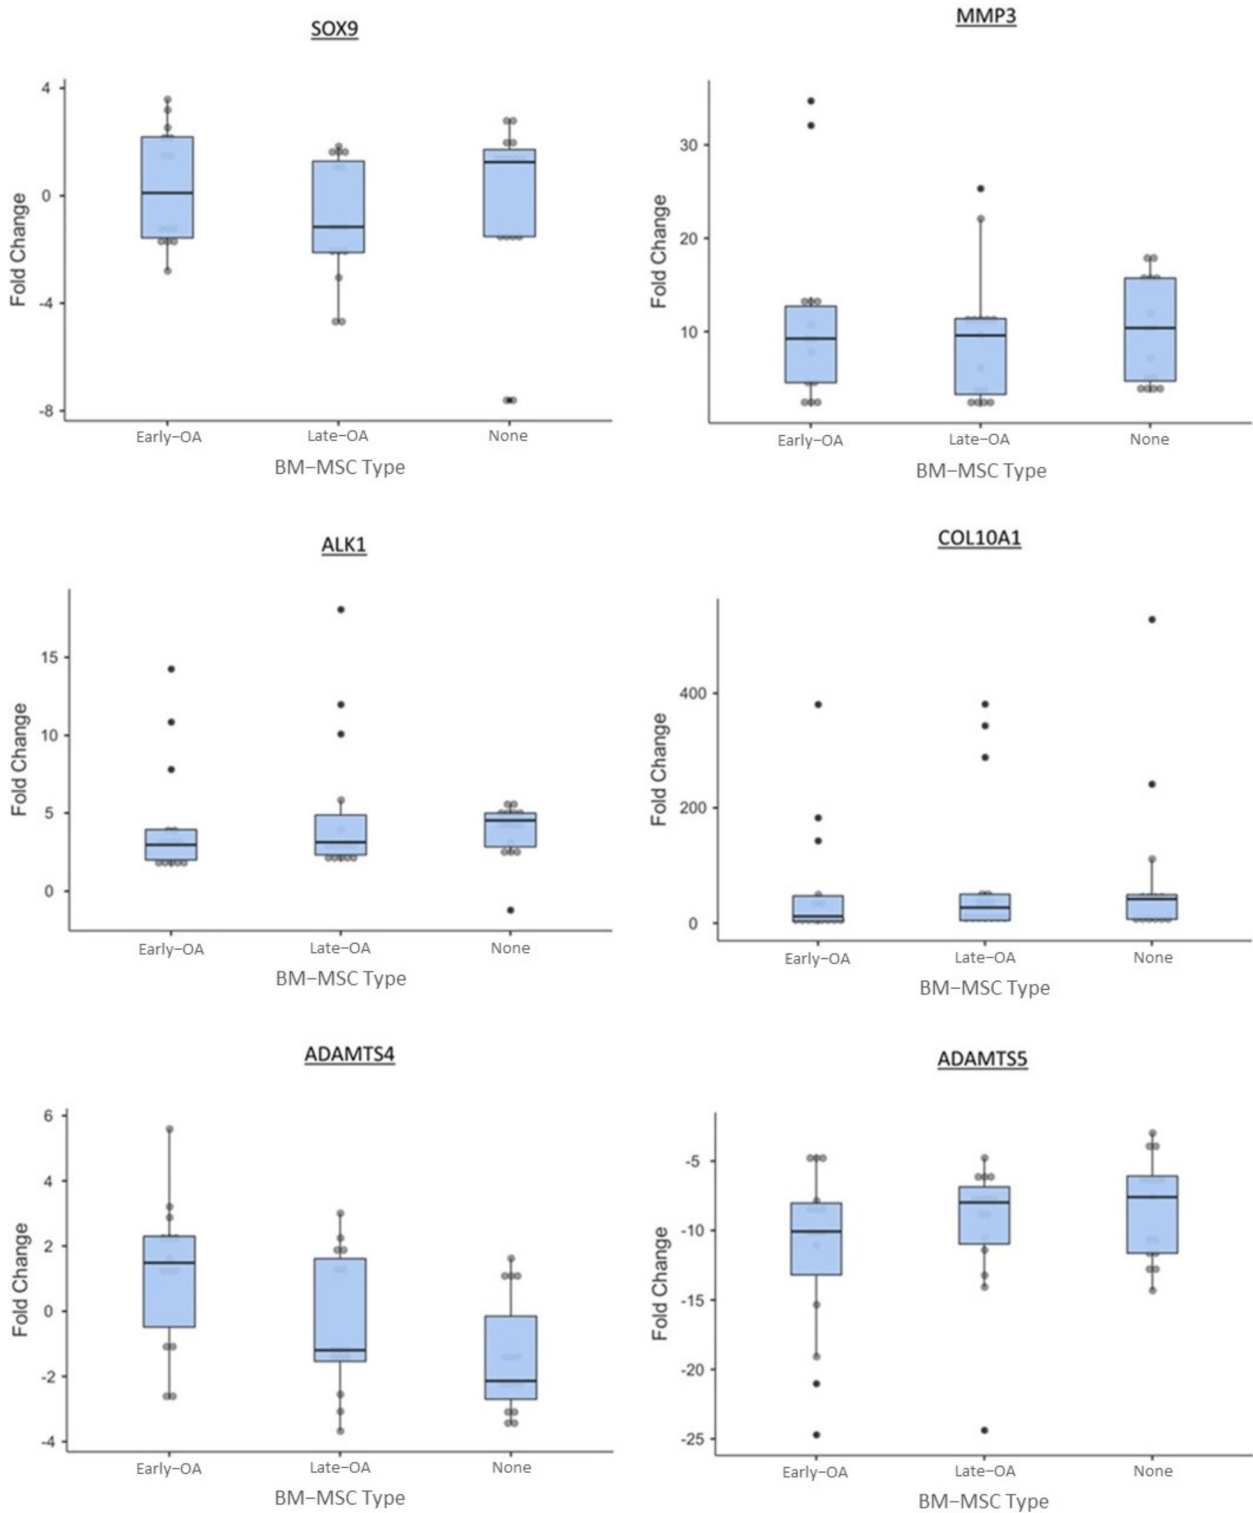 SOX9
4
0
-4
-8
Fold Change
Early–OA
Late–OA
None
BM–MSC Type
MMP3
30
20
10
Fold Change
Early–OA
Late–OA
None
BM–MSC Type
ALK1
15
10
5
0
Fold Change
Early–OA
Late–OA
None
BM–MSC Type
COL10A1
400
200
0
Fold Change
Early–OA
Late–OA
None
BM–MSC Type
ADAMTS4
6
4
2
0
-2
-4
Fold Change
Early–OA
Late–OA
None
BM–MSC Type
ADAMTS5
-5
-10
-15
-20
-25
Fold Change
Early–OA
Late–OA
None
BM–MSC Type